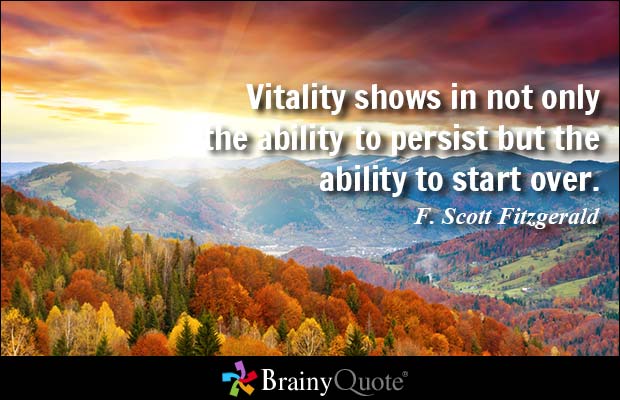 Vitality shows in not only
the ability to persist but the
ability to start over.
F. Scott Fitzgerald
BrainyQuote®